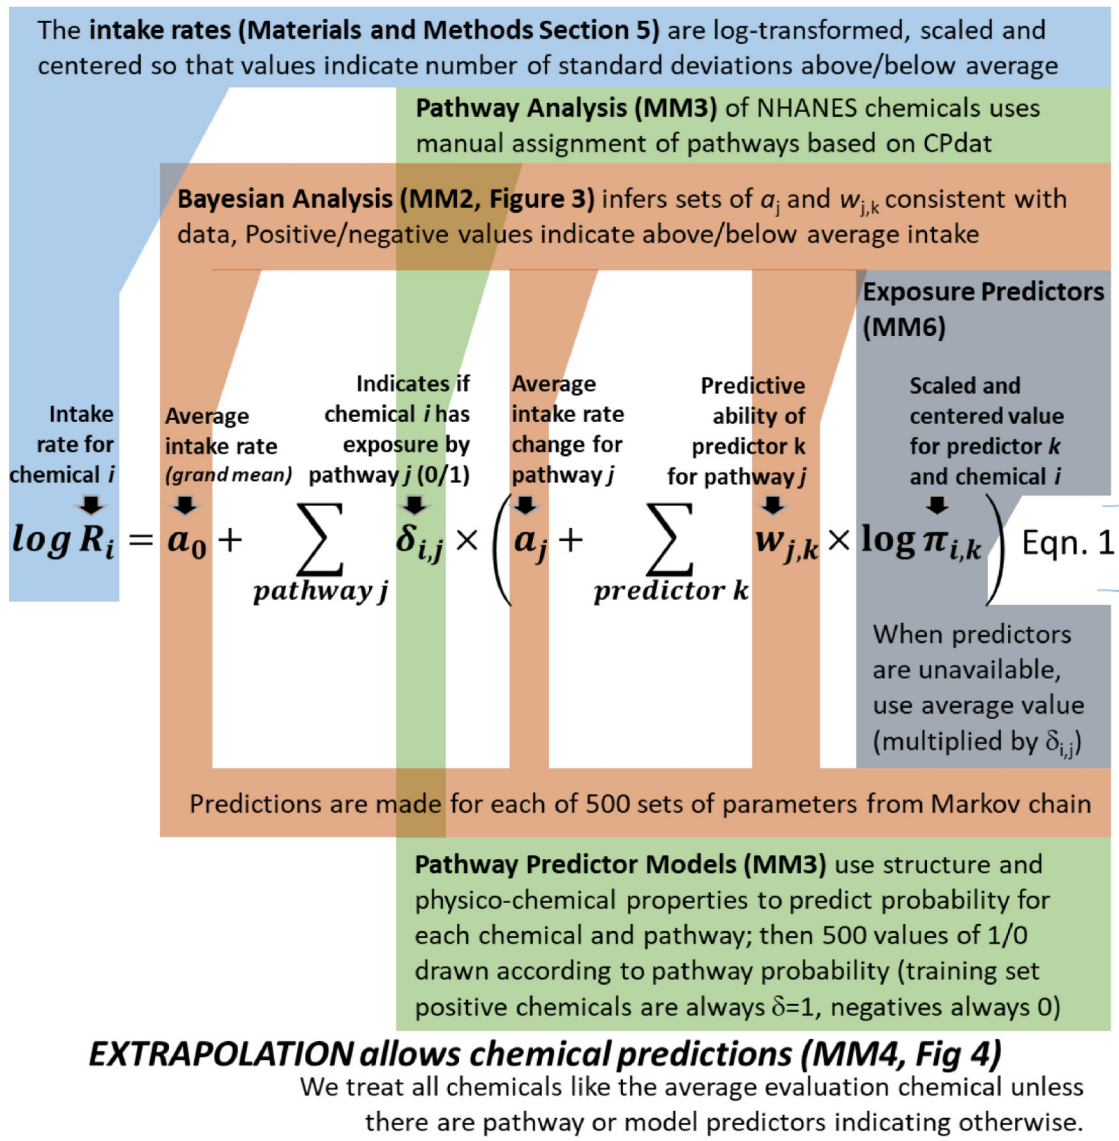 The intake rates (Materials and Methods Section 5) are log-transformed, scaled and
centered so that values indicate number of standard deviations above/below average
Pathway Analysis (MM3) of NHANES chemicals uses
manual assignment of pathways based on CPdat
Bayesian Analysis (MM2, Figure 3) infers sets of a_j and w_{j,k} consistent with
data, Positive/negative values indicate above/below average intake
Exposure Predictors
(MM6)
Intake
rate for
chemical i
Average
intake rate
(grand mean)
Indicates if
chemical i has
exposure by
pathway j (0/1)
Average
intake rate
change for
pathway j
Predictive
ability of
predictor k
for pathway j
Scaled and
centered value
for predictor k
and chemical i
log R_i = a_0 + ∑_{pathway j} δ_{i,j} × ( a_j + ∑_{predictor k} w_{j,k} × log π_{i,k} ) Eqn. 1
When predictors
are unavailable,
use average value
(multiplied by δ_{i,j})
Predictions are made for each of 500 sets of parameters from Markov chain
Pathway Predictor Models (MM3) use structure and
physico-chemical properties to predict probability for
each chemical and pathway; then 500 values of 1/0
drawn according to pathway probability (training set
positive chemicals are always δ=1, negatives always 0)
EXTRAPOLATION allows chemical predictions (MM4, Fig 4)
We treat all chemicals like the average evaluation chemical unless
there are pathway or model predictors indicating otherwise.